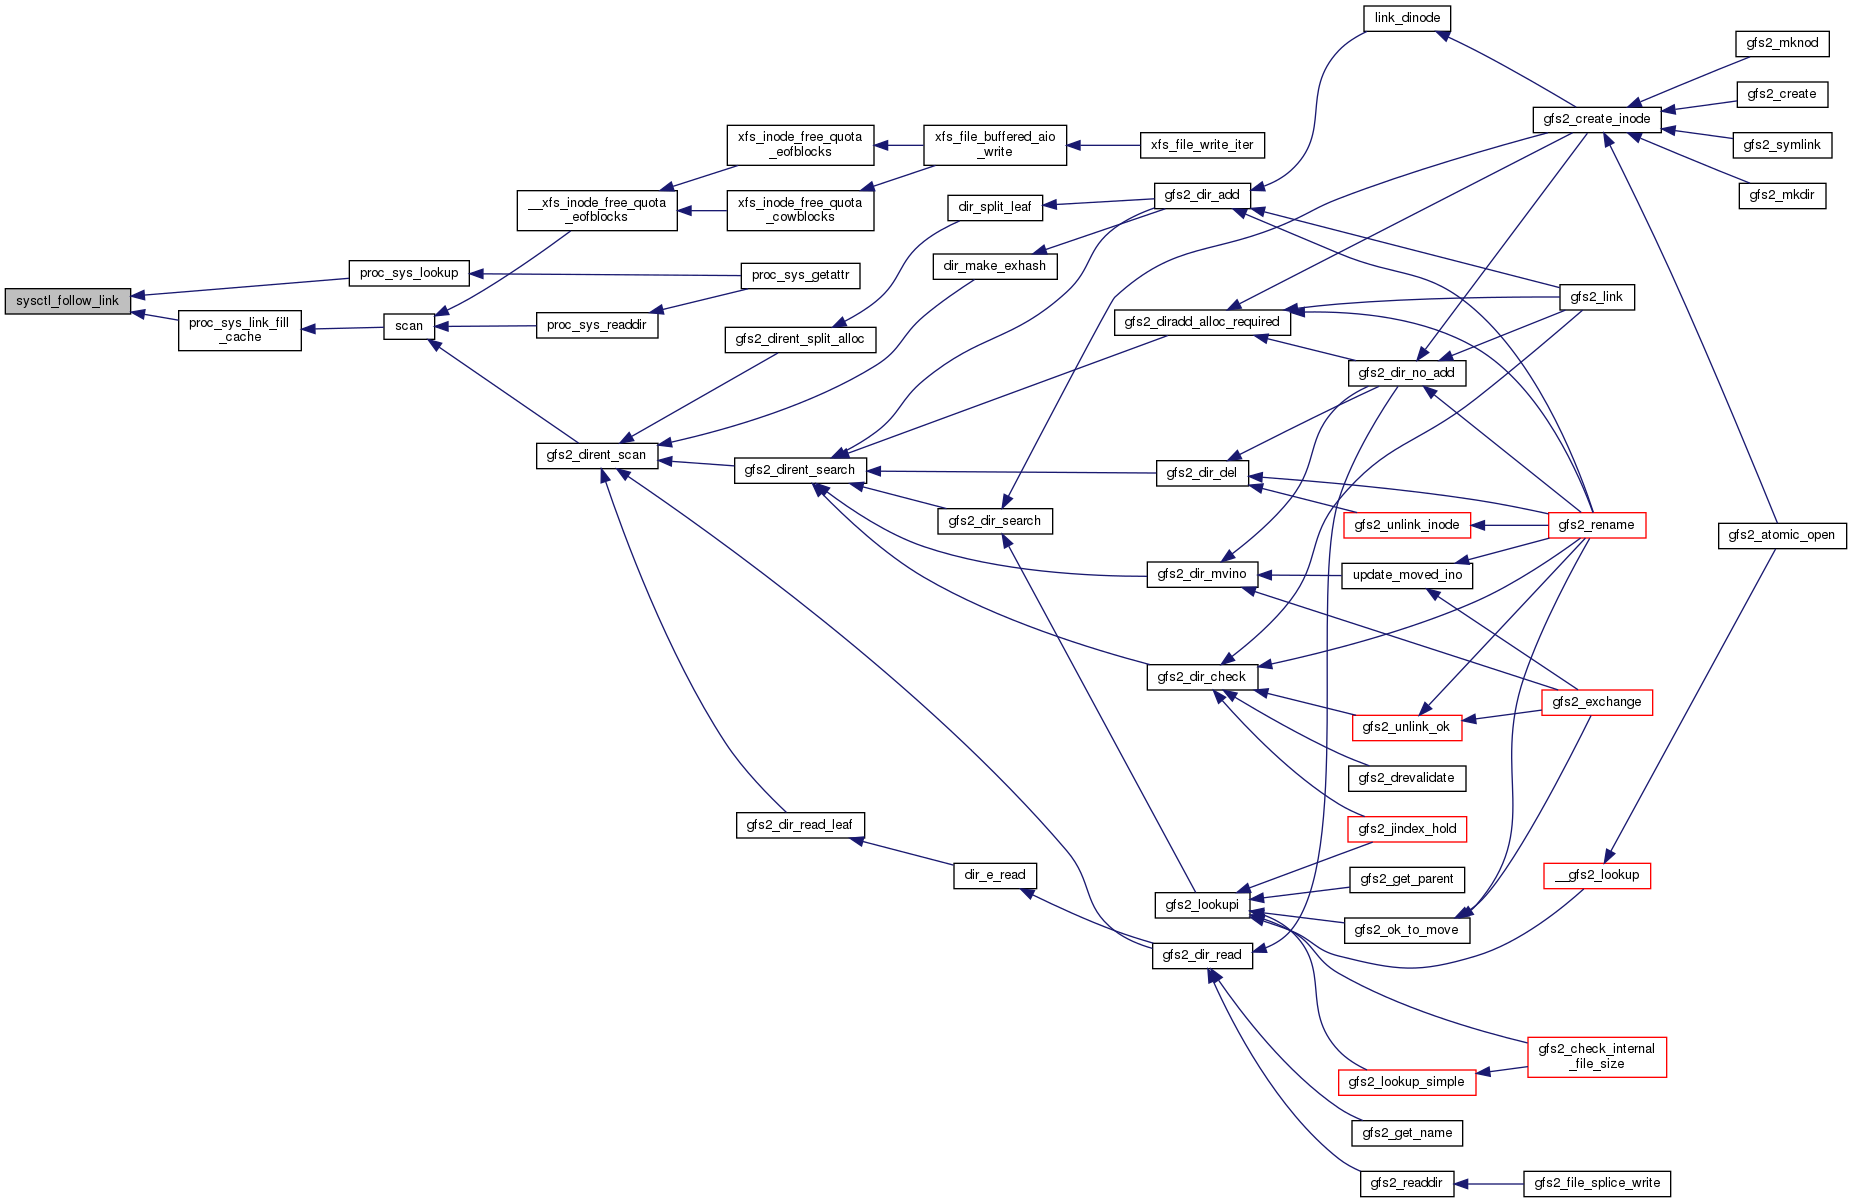 sysctl_follow_link
proc_sys_lookup
proc_sys_link_fill
_cache
scan
__xfs_inode_free_quota
_eofblocks
proc_sys_readdir
gfs2_dirent_scan
xfs_inode_free_quota
_eofblocks
xfs_inode_free_quota
_cowblocks
proc_sys_getattr
gfs2_dirent_split_alloc
gfs2_dirent_search
gfs2_dir_read_leaf
xfs_file_buffered_aio
_write
dir_split_leaf
dir_make_exhash
gfs2_dir_search
dir_e_read
xfs_file_write_iter
gfs2_dir_add
gfs2_diradd_alloc_required
gfs2_dir_del
gfs2_dir_mvino
gfs2_dir_check
gfs2_lookupi
gfs2_dir_read
link_dinode
gfs2_dir_no_add
gfs2_unlink_inode
update_moved_ino
gfs2_unlink_ok
gfs2_drevalidate
gfs2_jindex_hold
gfs2_get_parent
gfs2_ok_to_move
gfs2_lookup_simple
gfs2_get_name
gfs2_readdir
gfs2_create_inode
gfs2_link
gfs2_rename
gfs2_exchange
__gfs2_lookup
gfs2_check_internal
_file_size
gfs2_file_splice_write
gfs2_mknod
gfs2_create
gfs2_symlink
gfs2_mkdir
gfs2_atomic_open